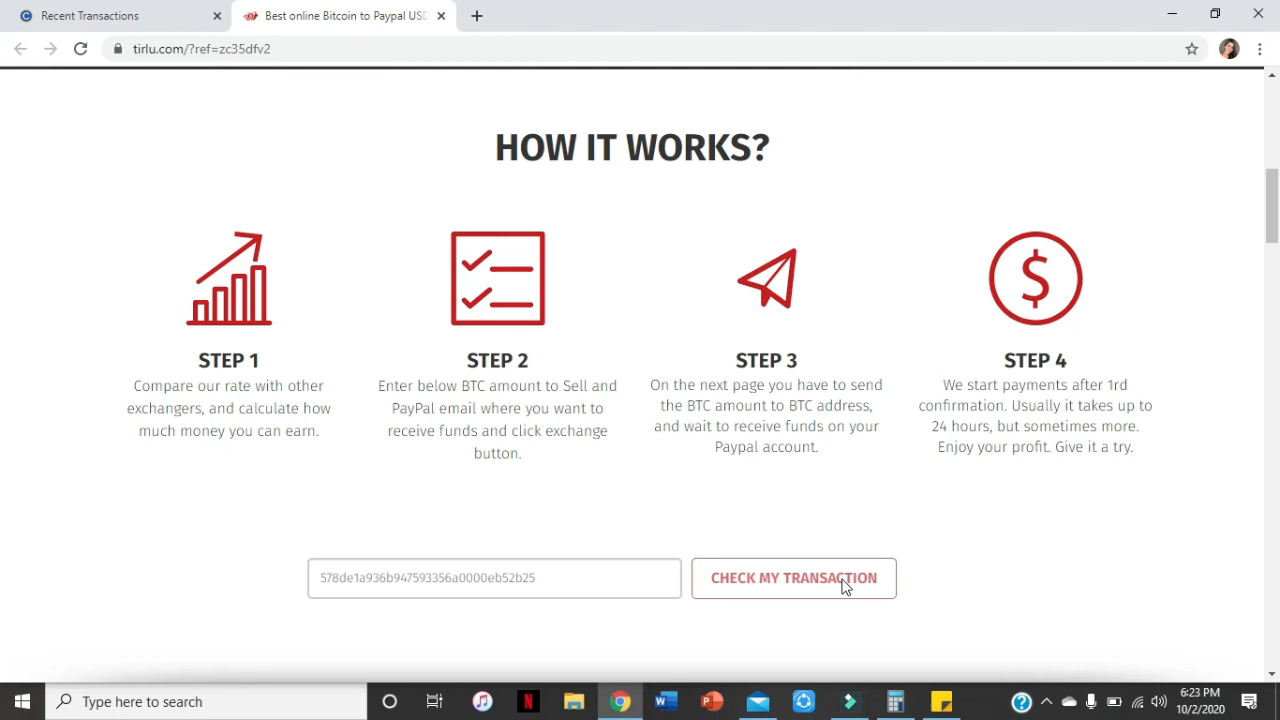 Recent Transactions
Best online Bitcoin to Paypal USD
tirlu.com/?ref=zc35dfv2
HOW IT WORKS?
STEP 1
Compare our rate with other
exchangers, and calculate how
much money you can earn.
STEP 2
Enter below BTC amount to Sell and
PayPal email where you want to
receive funds and click exchange
button.
STEP 3
On the next page you have to send
the BTC amount to BTC address,
and wait to receive funds on your
Paypal account.
STEP 4
We start payments after 1rd
confirmation. Usually it takes up to
24 hours, but sometimes more.
Enjoy your profit. Give it a try.
578de1a936b947593356a0000eb52b25
CHECK MY TRANSACTION
Type here to search
6:23 PM
10/2/2020